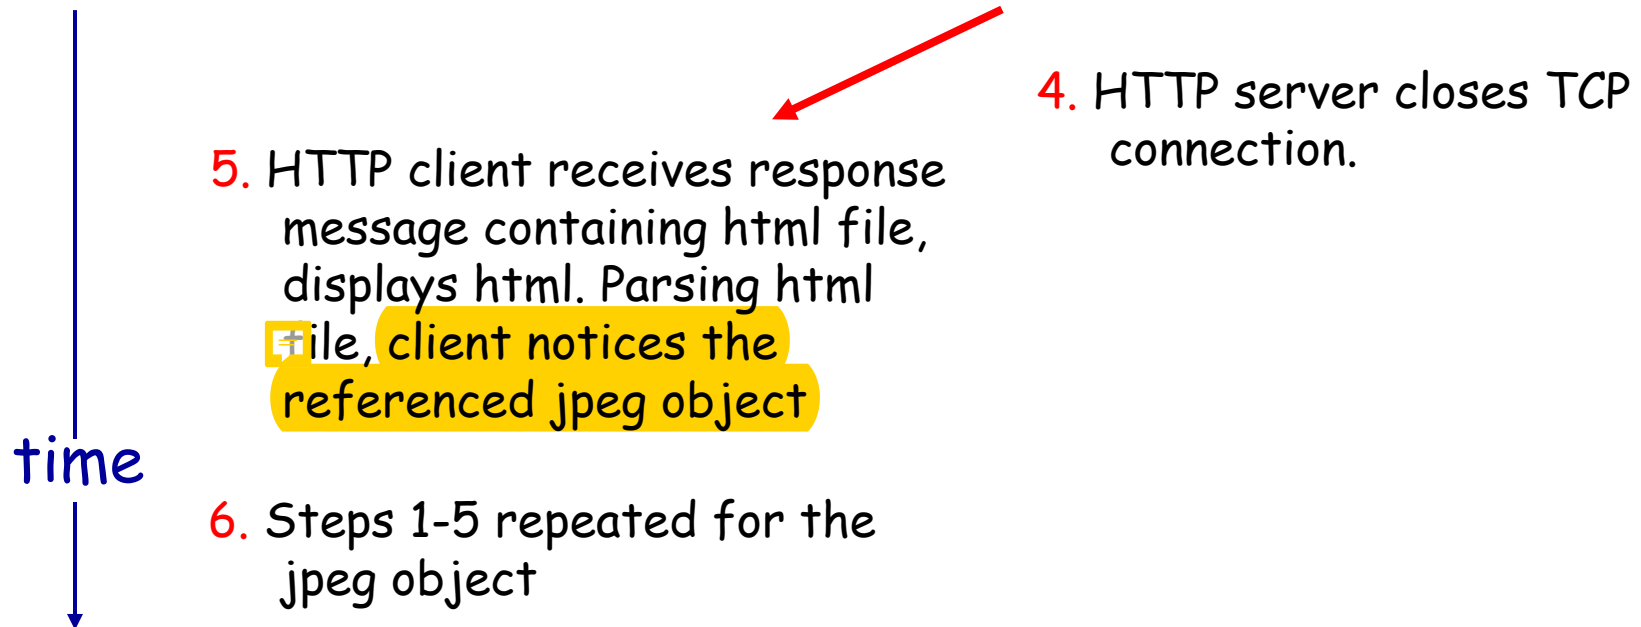 4. HTTP server closes TCP
connection.
5. HTTP client receives response
message containing html file,
displays html. Parsing html
file, client notices the
referenced jpeg object
time
6. Steps 1-5 repeated for the
jpeg object